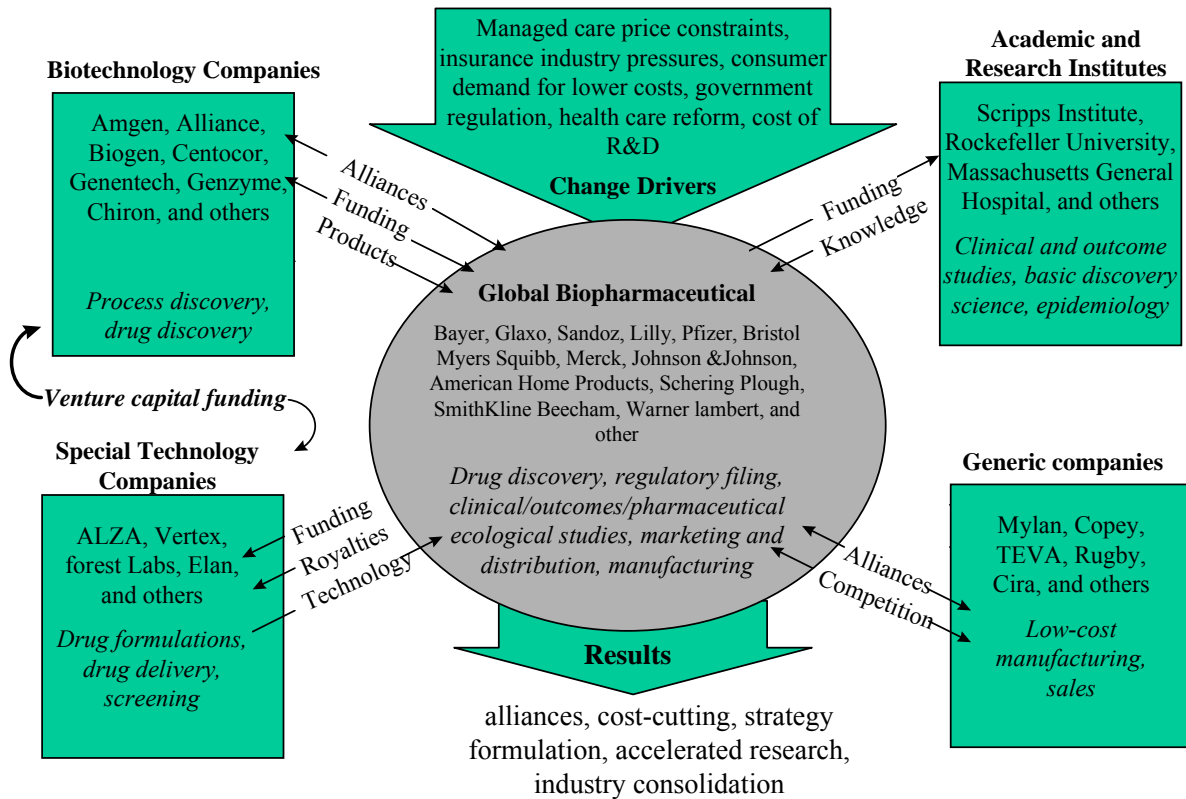 Managed care price constraints,
insurance industry pressures, consumer
demand for lower costs, government
regulation, health care reform, cost of
R&D
Change Drivers
Biotechnology Companies
Amgen, Alliance,
Biogen, Centocor,
Genentech, Genzyme,
Chiron, and others
Process discovery,
drug discovery
Alliances
Funding
Products
Academic and
Research Institutes
Scripps Institute,
Rockefeller University,
Massachusetts General
Hospital, and others
Clinical and outcome
studies, basic discovery
science, epidemiology
Funding
Knowledge
Global Biopharmaceutical
Bayer, Glaxo, Sandoz, Lilly, Pfizer, Bristol
Myers Squibb, Merck, Johnson &Johnson,
American Home Products, Schering Plough,
SmithKline Beecham, Warner lambert, and
other
Drug discovery, regulatory filing,
clinical/outcomes/pharmaceutical
ecological studies, marketing and
distribution, manufacturing
Venture capital funding
Special Technology
Companies
ALZA, Vertex,
forest Labs, Elan,
and others
Drug formulations,
drug delivery,
screening
Funding
Royalties
Technology
Generic companies
Mylan, Copey,
TEVA, Rugby,
Cira, and others
Low-cost
manufacturing,
sales
Alliances
Competition
Results
alliances, cost-cutting, strategy
formulation, accelerated research,
industry consolidation